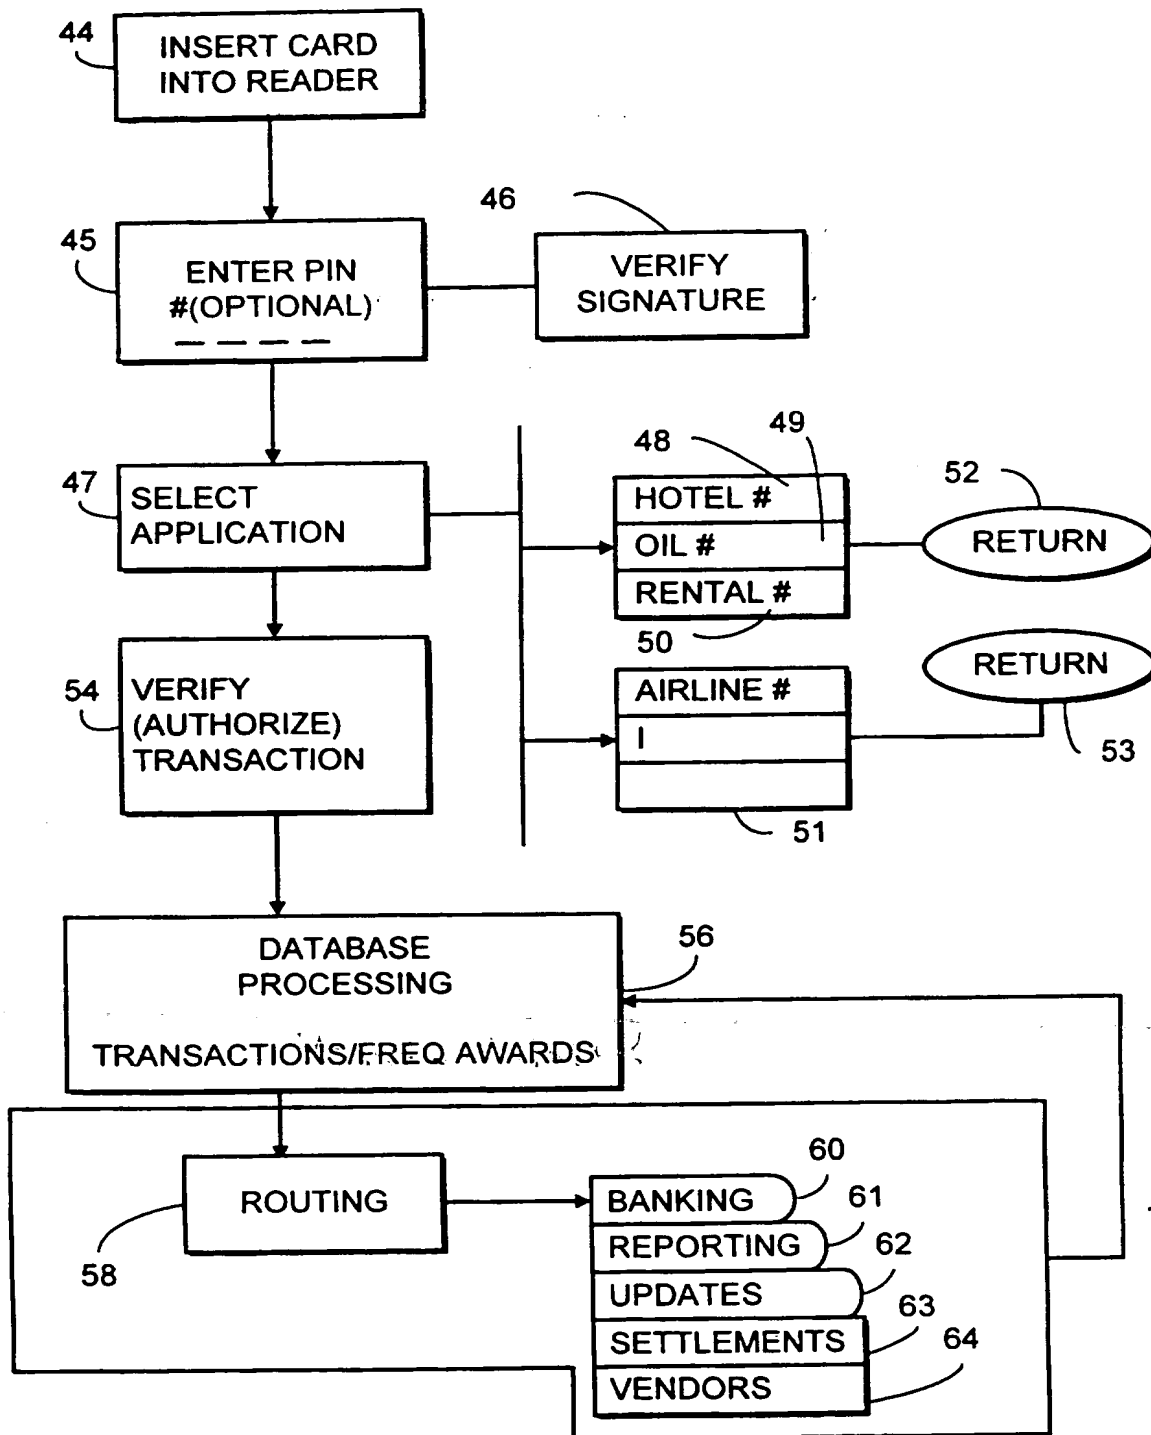 44
INSERT CARD
INTO READER
45
ENTER PIN
#(OPTIONAL)
_ _ _ _
46
VERIFY
SIGNATURE
47
SELECT
APPLICATION
48
49
HOTEL #
OIL #
RENTAL #
50
52
RETURN
AIRLINE #
I
51
RETURN
53
54
VERIFY
(AUTHORIZE)
TRANSACTION
DATABASE
PROCESSING
TRANSACTIONS/FREQ AWARDS
56
ROUTING
58
BANKING
60
REPORTING
61
UPDATES
62
SETTLEMENTS
63
VENDORS
64